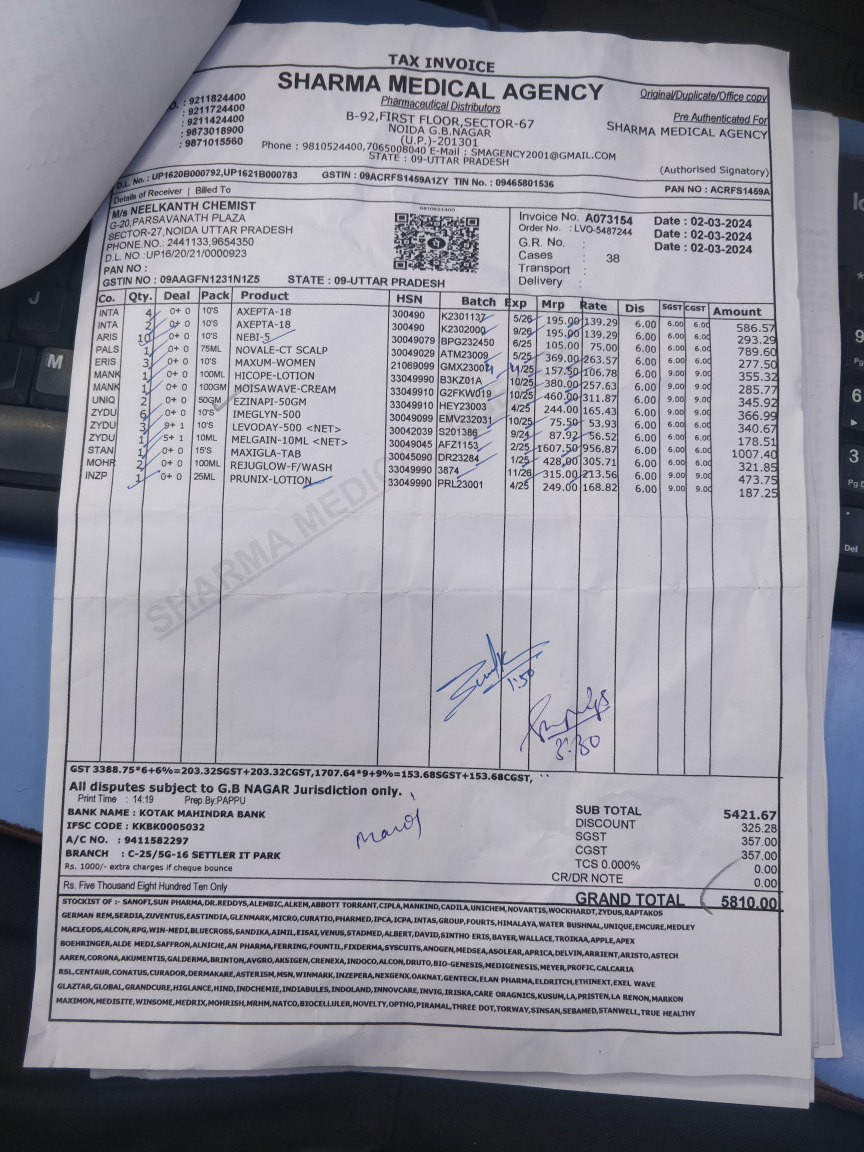 TAX INVOICE
SHARMA MEDICAL AGENCY
Pharmaceutical Distributors
B-92,FIRST FLOOR,SECTOR-67
NOIDA G.B.NAGAR
(U.P.)-201301
Phone : 9810524400,7065008040 E-Mail : SMAGENCY2001@GMAIL.COM
STATE : 09-UTTAR PRADESH
: 9211824400
: 9211724400
: 9211424400
: 9873018900
: 9871015560
Original/Duplicate/Office copy
Pre Authenticated For
SHARMA MEDICAL AGENCY
(Authorised Signatory)
D.L. No. : UP1620B000792,UP1621B000783 GSTIN : 09ACRFS1459A1ZY TIN No. : 09465801536 PAN NO : ACRFS1459A
Details of Receiver | Billed To
M/s NEELKANTH CHEMIST
G-20,PARSAVANATH PLAZA
SECTOR-27,NOIDA UTTAR PRADESH
PHONE.NO.: 2441133,9654350
D.L. NO.:UP16/20/21/0000923
PAN NO :
GSTIN NO : 09AAGFN1231N1Z5 STATE : 09-UTTAR PRADESH
9810524400
Invoice No. A073154 Date : 02-03-2024
Order No. : LVO-5487244 Date : 02-03-2024
G.R. No. : Date : 02-03-2024
Cases : 38
Transport :
Delivery :
Co. Qty. Deal Pack Product HSN Batch Exp Mrp Rate Dis SGST CGST Amount
INTA 4 0+ 0 10'S AXEPTA-18 300490 K2301137 5/26 195.00 139.29 6.00 6.00 6.00 586.57
INTA 2 0+ 0 10'S AXEPTA-18 300490 K2302000 9/26 195.00 139.29 6.00 6.00 6.00 293.29
ARIS 10 0+ 0 10'S NEBI-5 30049079 BPG232450 6/25 105.00 75.00 6.00 6.00 6.00 789.60
PALS 1 0+ 0 75ML NOVALE-CT SCALP 30049029 ATM23009 5/25 369.00 263.57 6.00 6.00 6.00 277.50
ERIS 3 0+ 0 10'S MAXUM-WOMEN 21069099 GMX23004 4/25 157.50 106.78 6.00 9.00 9.00 355.32
MANK 1 0+ 0 100ML HICOPE-LOTION 33049990 B3KZ01A 10/25 380.00 257.63 6.00 9.00 9.00 285.77
MANK 1 0+ 0 100GM MOISAWAVE-CREAM 33049910 G2FKW019 10/25 460.00 311.87 6.00 6.00 6.00 366.99
UNIQ 2 0+ 0 50GM EZINAPI-50GM 33049910 HEY23003 4/25 244.00 165.43 6.00 9.00 9.00 366.99
ZYDU 6 0+ 0 10'S IMEGLYN-500 30049099 EMV232031 10/25 75.50 53.93 6.00 6.00 6.00 340.67
ZYDU 3 9+ 1 10'S LEVODAY-500 <NET> 30042039 S201386 9/24 87.92 56.52 6.00 6.00 178.51
ZYDU 1 5+ 1 10ML MELGAIN-10ML <NET> 30049045 AFZ1153 2/25 1607.50 956.87 6.00 6.00 1007.40
STAN 1 0+ 0 15'S MAXIGLA-TAB 30045090 DR23284 1/25 428.00 305.71 6.00 6.00 6.00 321.85
MOHR 2 0+ 0 100ML REJUGLOW-F/WASH 33049990 3874 11/26 315.00 213.56 6.00 9.00 9.00 473.75
INZP 1 0+ 0 25ML PRUNIX-LOTION 33049990 PRL23001 4/25 249.00 168.82 6.00 9.00 9.00 187.25
SHARMA MEDIC
1:50
3:30
GST 3388.75*6+6%=203.32SGST+203.32CGST,1707.64*9+9%=153.68SGST+153.68CGST,
All disputes subject to G.B NAGAR Jurisdiction only.
Print Time : 14:19 Prep.By:PAPPU
BANK NAME : KOTAK MAHINDRA BANK
IFSC CODE : KKBK0005032
A/C NO. : 9411582297
BRANCH : C-25/5G-16 SETTLER IT PARK
Rs. 1000/- extra charges if cheque bounce
Manoj
SUB TOTAL 5421.67
DISCOUNT 325.28
SGST 357.00
CGST 357.00
TCS 0.000% 0.00
CR/DR NOTE 0.00
Rs. Five Thousand Eight Hundred Ten Only
GRAND TOTAL 5810.00
STOCKIST OF :- SANOFI,SUN PHARMA,DR.REDDYS,ALEMBIC,ALKEM,ABBOTT TORRANT,CIPLA,MANKIND,CADILA,UNICHEM,NOVARTIS,WOCKHARDT,ZYDUS,RAPTAKOS
GERMAN REM,SERDIA,ZUVENTUS,EASTINDIA,GLENMARK,MICRO,CURATIO,PHARMED,IPCA,ICPA,INTAS,GROUP,FOURTS,HIMALAYA,WATER BUSHNAL,UNIQUE,EMCURE,MEDLEY
MACLEODS,ALCON,RPG,WIN-MEDI,BLUECROSS,SANDIKA,AIMIL,EISAI,VENUS,STADMED,ALBERT,DAVID,SINTHO ERIS,BAYER,WALLACE,TROIKAA,APPLE,APEX
BOEHRINGER,ALDE MEDI,SAFFRON,ALNICHE,AN PHARMA,FERRING,FOUNTIL,FIXDERMA,SYSCUITS,ANOGEN,MEDSEA,ASOLEAR,APRICA,DELVIN,ARRIENT,ARISTO,ASTECH
AAREN,CORONA,AKUMENTIS,GALDERMA,BRINTON,AVGRO,AKSIGEN,CRENEXA,INDOCO,ALCON,DRUTO,BIO-GENESIS,MEDIGENESIS,MEYER,PROFIC,CALCARIA
RSL,CENTAUR,CONATUS,CURADOR,DERMAKARE,ASTERISM,MSN,WINMARK,INZEPERA,NEXGENX,OAKNAT,GENTECK,ELAN PHARMA,ELDRITCH,ETHINEXT,EXEL WAVE
GLAZTAR,GLOBAL,GRANDCURE,HIGLANCE,HIND,INDCHEMIE,INDIABULES,INDOLAND,INNOVCARE,INVIG,IRISKA,CARE ORAGNICS,KUSUM,LA,PRISTEN,LA RENON,MARKON
MAXIMON,MEDISITE,WINSOME,MEDRIX,MOHRISH,MRHM,NATCO,BIOCELLULER,NOVELTY,OPTHO,PIRAMAL,THREE DOT,TORWAY,SINSAN,SEBAMED,STANWELL,TRUE HEALTHY